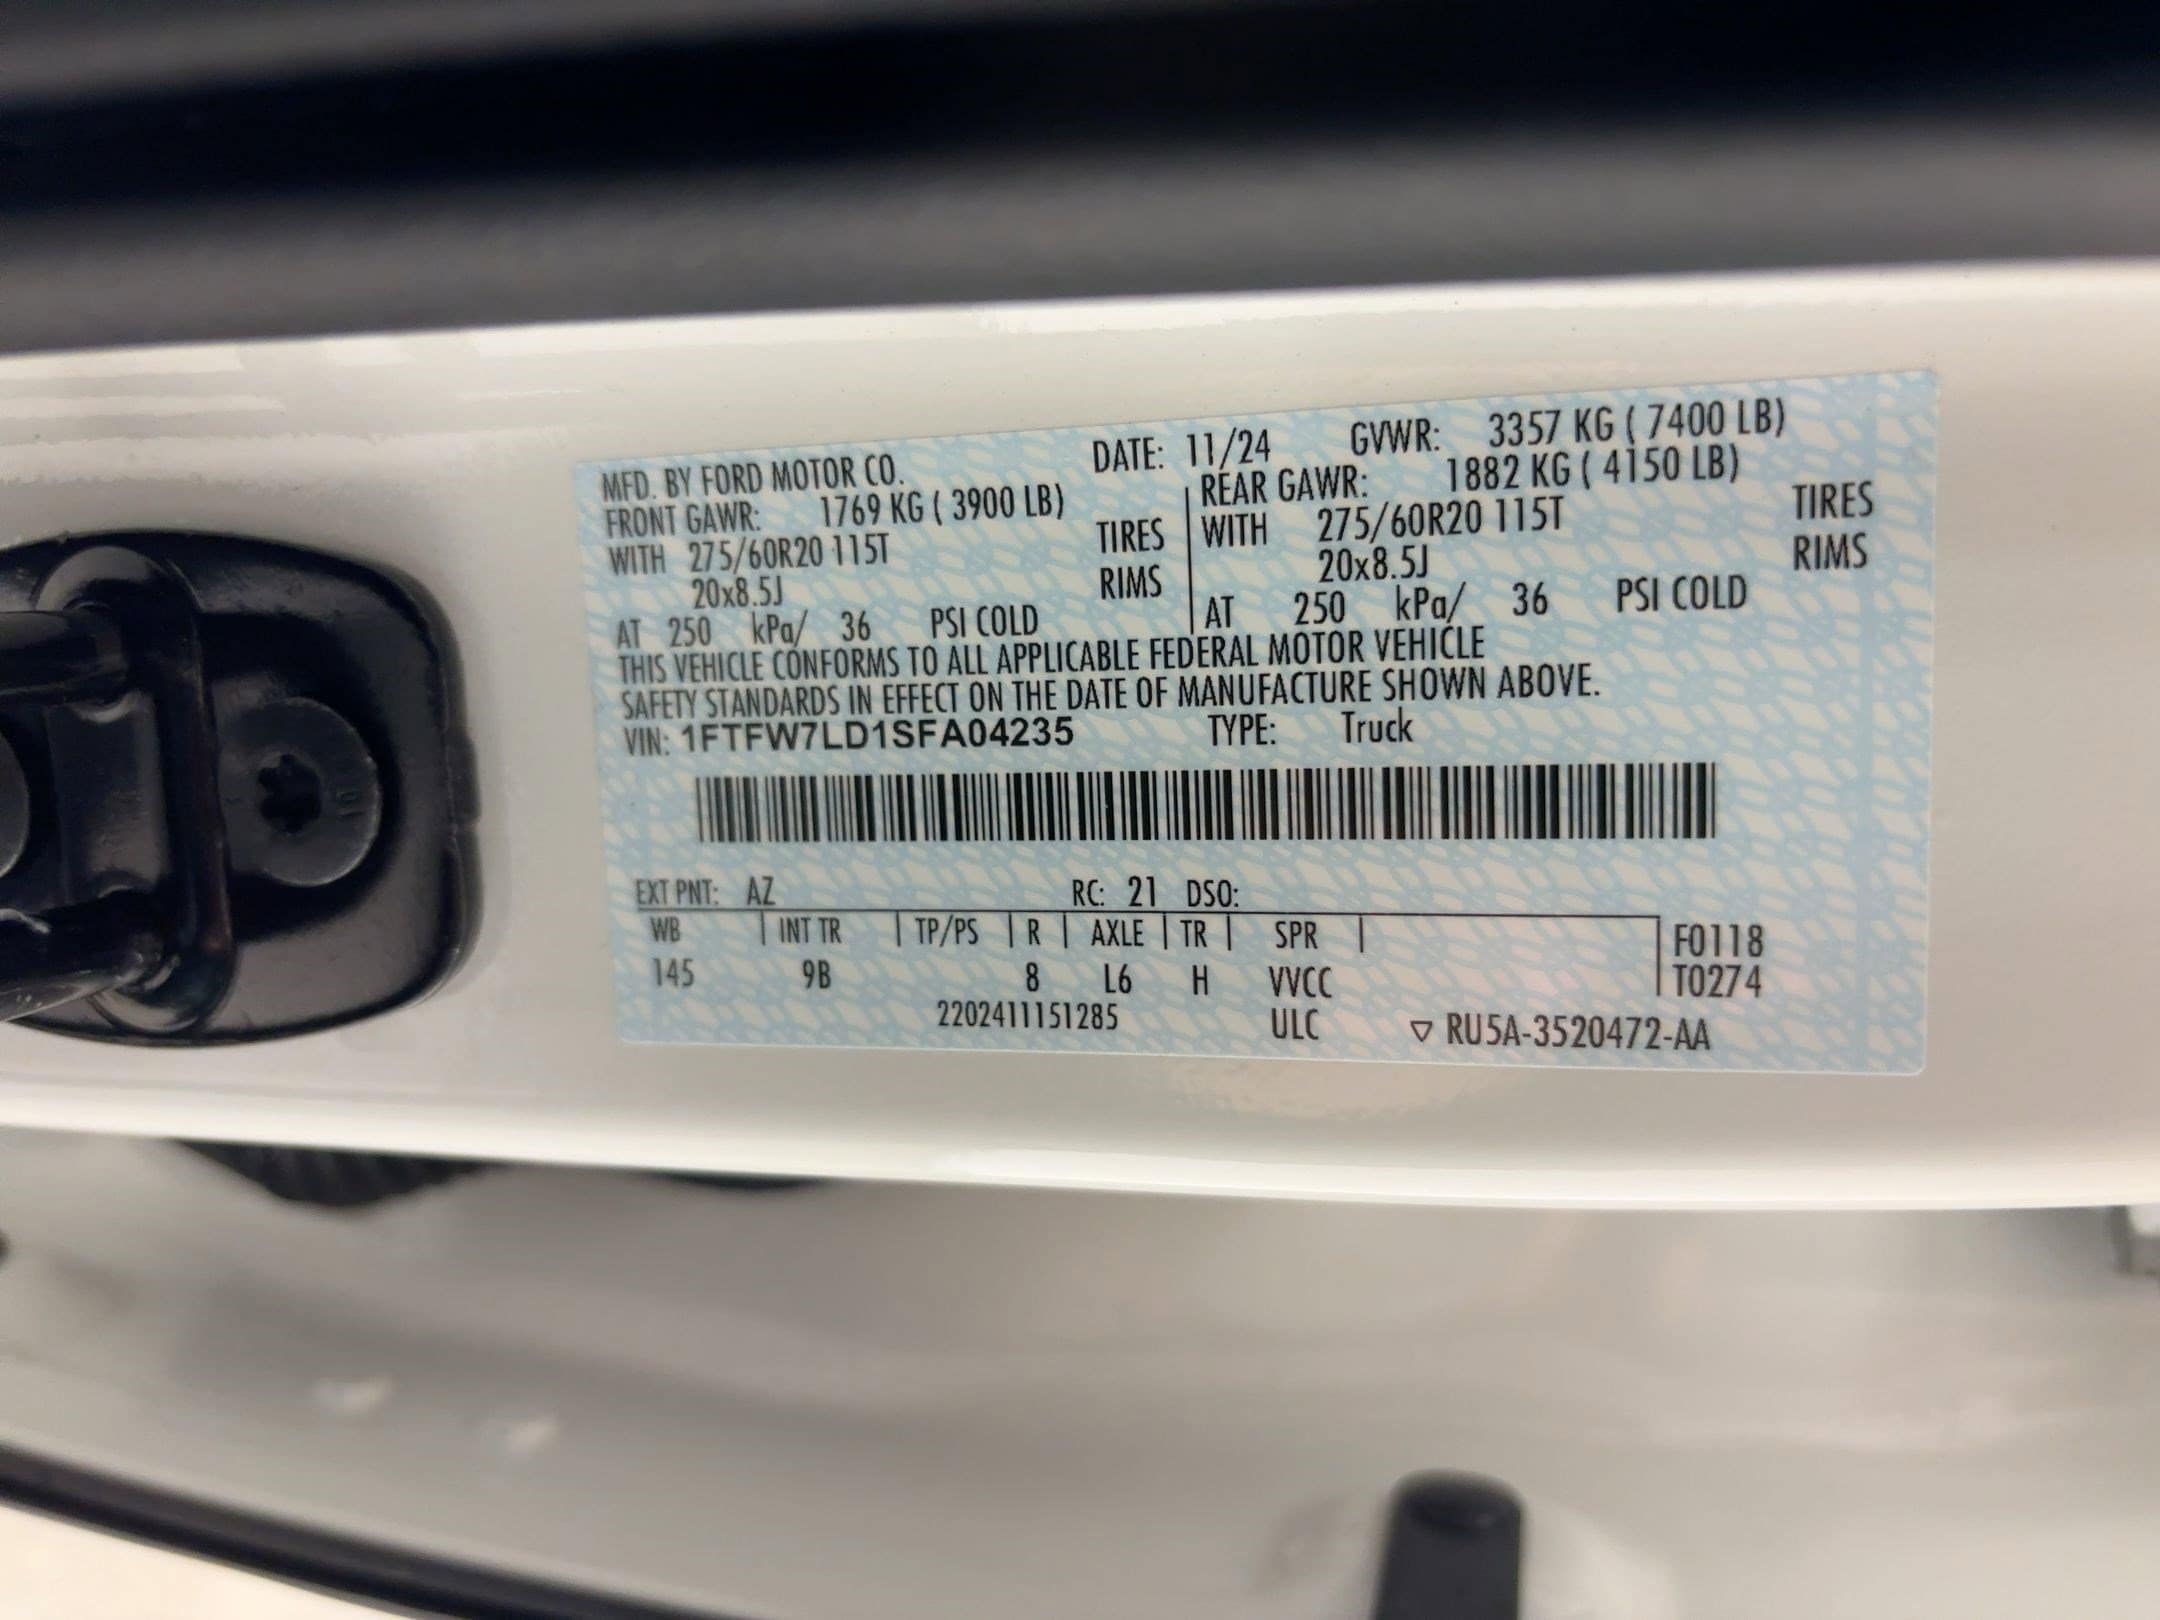 MFD. BY FORD MOTOR CO. DATE: 11/24 GVWR: 3357 KG ( 7400 LB)
FRONT GAWR: 1769 KG ( 3900 LB) REAR GAWR: 1882 KG ( 4150 LB)
WITH 275/60R20 115T TIRES WITH 275/60R20 115T TIRES
20x8.5J RIMS 20x8.5J RIMS
AT 250 kPa/ 36 PSI COLD AT 250 kPa/ 36 PSI COLD
THIS VEHICLE CONFORMS TO ALL APPLICABLE FEDERAL MOTOR VEHICLE
SAFETY STANDARDS IN EFFECT ON THE DATE OF MANUFACTURE SHOWN ABOVE.
VIN: 1FTFW7LD1SFA04235 TYPE: Truck
EXT PNT: AZ RC: 21 DSO:
WB | INT TR | TP/PS | R | AXLE | TR | SPR | F0118
145 9B 8 L6 H VVCC T0274
2202411151285 ULC ▽ RU5A-3520472-AA